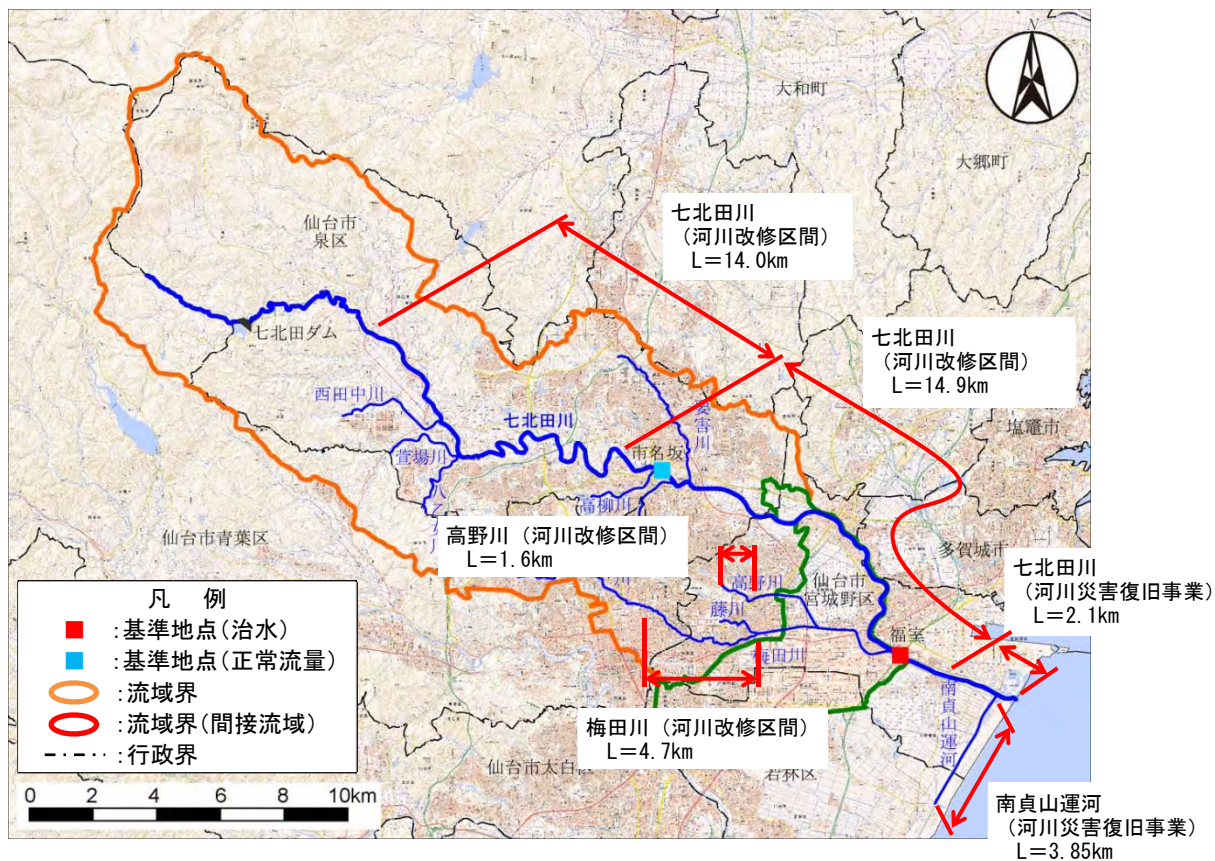 N
大和町
大郷町
七北田川
（河川改修区間）
L＝14.0km
仙台市
泉区
七北田ダム
七北田川
（河川改修区間）
L＝14.9km
塩竈市
西田中川
七北田川
要害川
萱場川
市名坂
高柳川
仙台市青葉区
高野川（河川改修区間）
L＝1.6km
多賀城市
七北田川
（河川災害復旧事業）
L＝2.1km
高野川
仙台市
宮城野区
藤川
梅田川
福室
南貞山運河
梅田川（河川改修区間）
L＝4.7km
仙台市太白区
若林区
南貞山運河
（河川災害復旧事業）
L＝3.85km
凡 例
：基準地点（治水）
：基準地点（正常流量）
：流域界
：流域界（間接流域）
：行政界
0 2 4 6 8 10km